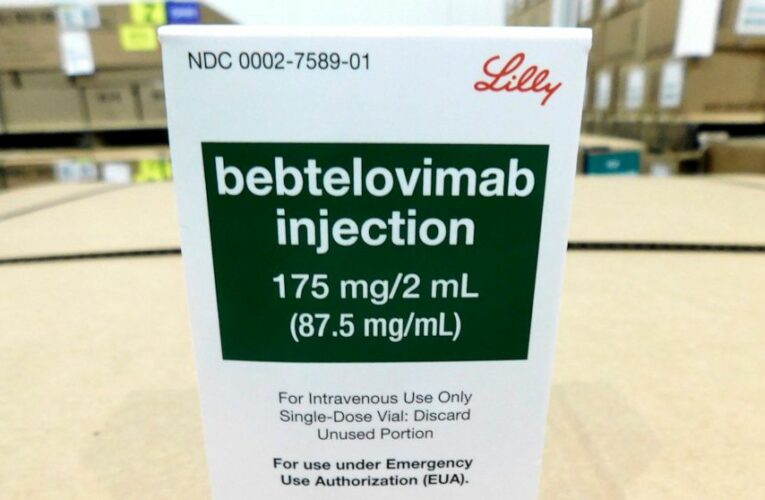 NDC 0002-7589-01
Lilly
bebtelovimab
injection
175 mg/2 mL
(87.5 mg/mL)
For Intravenous Use Only
Single-Dose Vial: Discard
Unused Portion
For use under Emergency
Use Authorization (EUA).